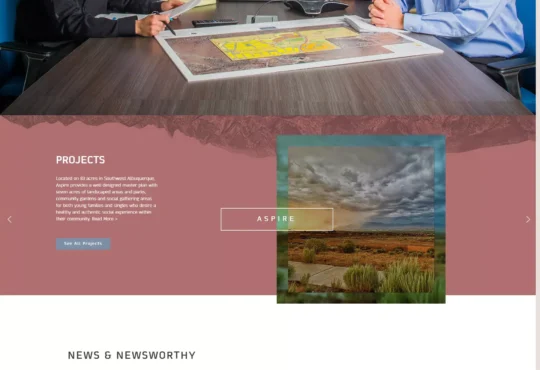 PROJECTS
Located on 80 acres in Southwest Albuquerque,
Aspire provides a well designed master plan with
seven acres of landscaped areas and parks,
community gardens and social gathering areas
for both young families and singles who desire a
healthy and authentic social experience within
their community. Read More >
ASPIRE
See All Projects
NEWS & NEWSWORTHY